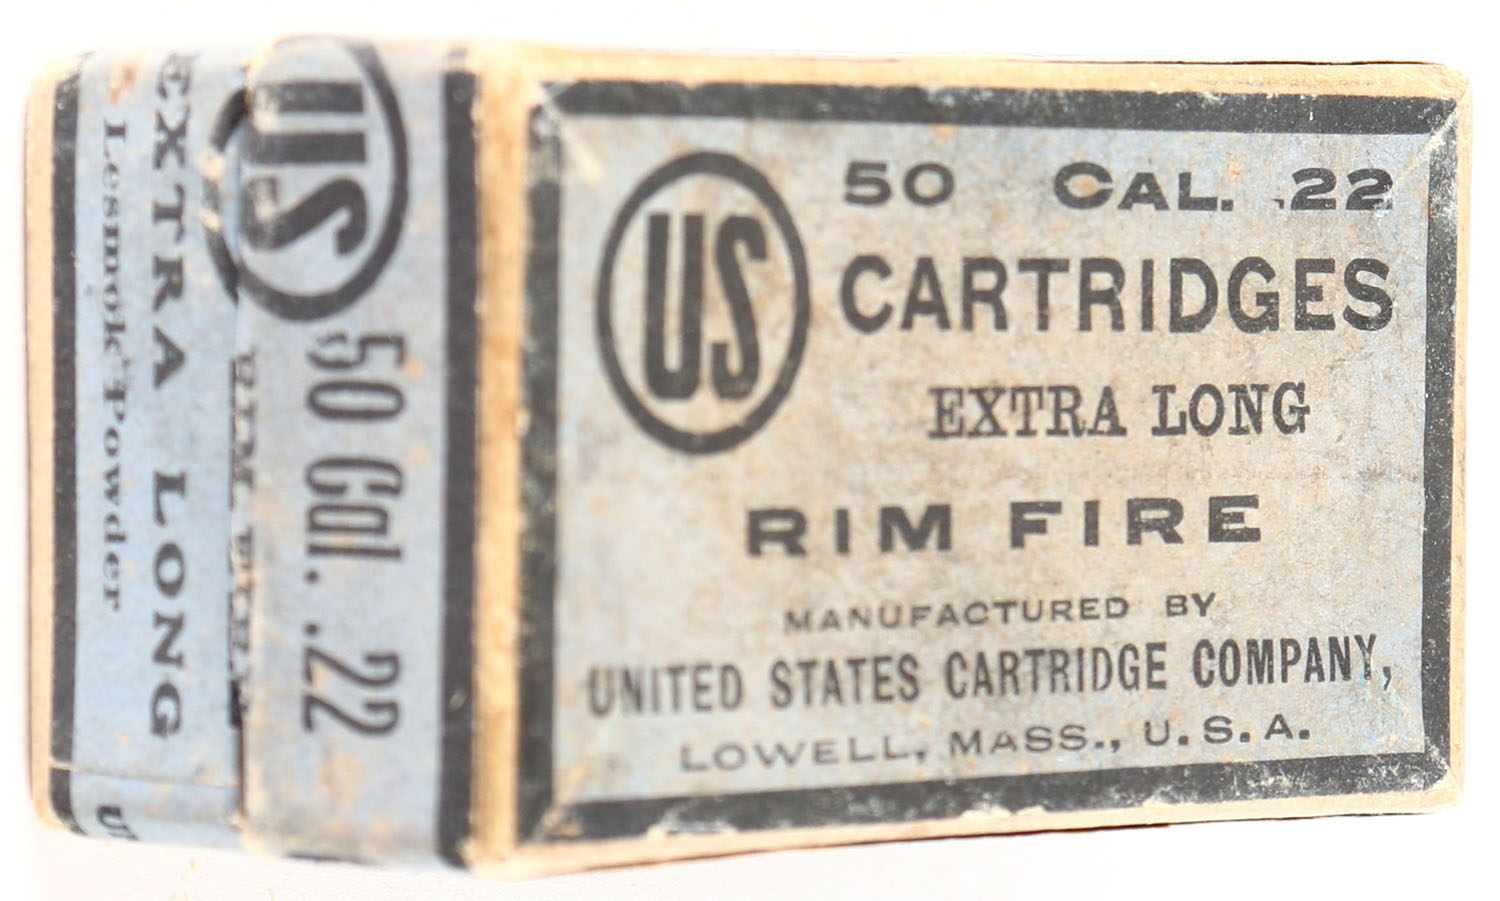 US
50 CAL. .22
CARTRIDGES
EXTRA LONG
RIM FIRE
MANUFACTURED BY
UNITED STATES CARTRIDGE COMPANY,
LOWELL, MASS., U.S.A.
US 50 Cal. .22
EXTRA LONG
Lesmok Powder